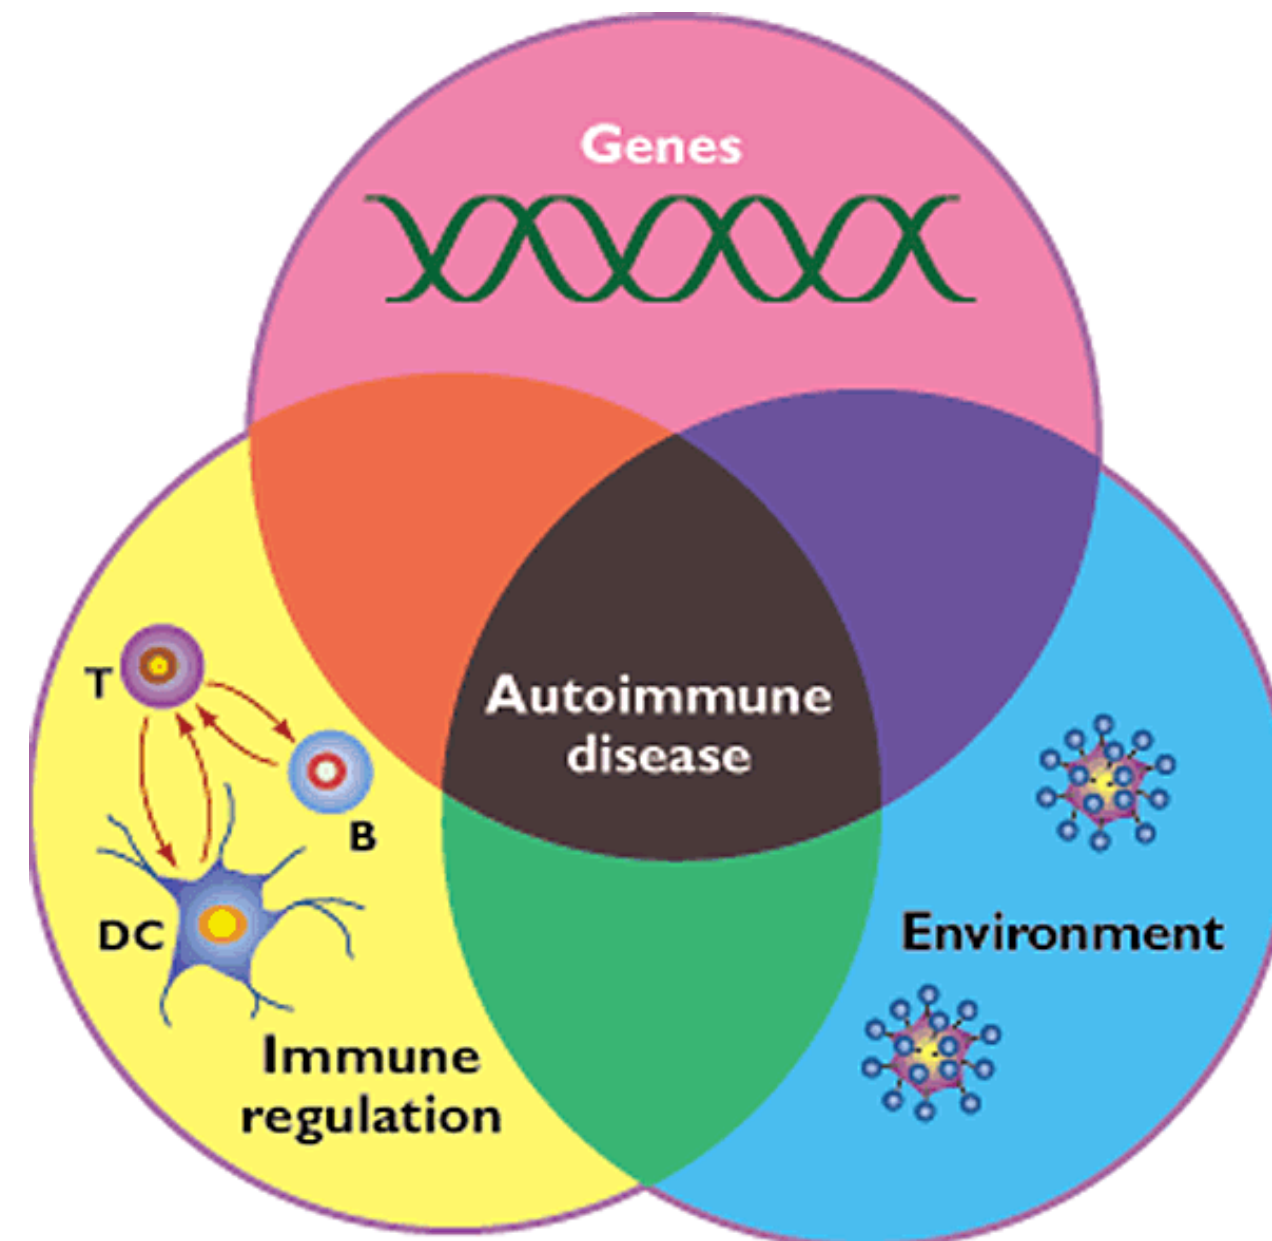 Genes
Autoimmune
disease
T
B
DC
Environment
Immune
regulation